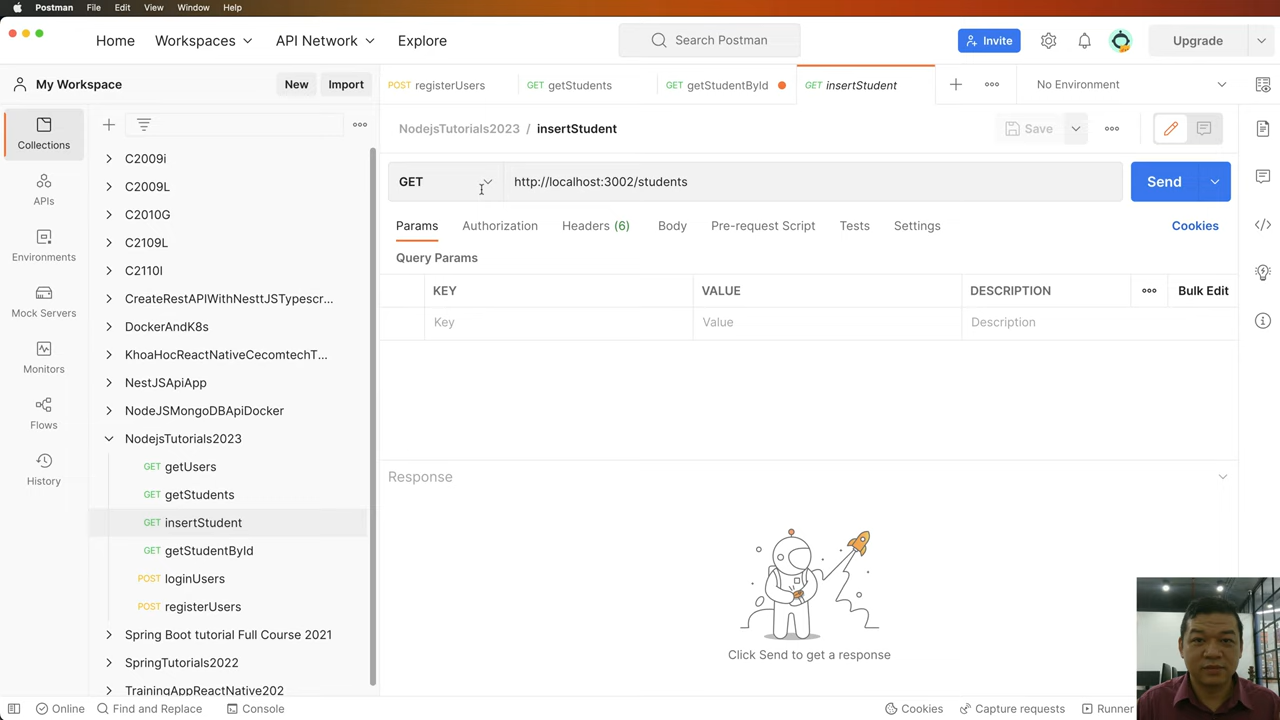 Postman File Edit View Window Help
Home Workspaces API Network Explore Search Postman Invite Upgrade
My Workspace New Import POST registerUsers GET getStudents GET getStudentById GET insertStudent No Environment
Collections
APIs
Environments
Mock Servers
Monitors
Flows
History
C2009i
C2009L
C2010G
C2109L
C2110I
CreateRestAPIWithNesttJSTypescr...
DockerAndK8s
KhoaHocReactNativeCecomtechT...
NestJSApiApp
NodeJSMongoDBApiDocker
NodejsTutorials2023
GET getUsers
GET getStudents
GET insertStudent
GET getStudentById
POST loginUsers
POST registerUsers
Spring Boot tutorial Full Course 2021
SpringTutorials2022
TrainingAppReactNative202
NodejsTutorials2023 / insertStudent Save
GET http://localhost:3002/students Send
Params Authorization Headers (6) Body Pre-request Script Tests Settings Cookies
Query Params
KEY VALUE DESCRIPTION Bulk Edit
Key Value Description
Response
Click Send to get a response
Online Find and Replace Console Cookies Capture requests Runner